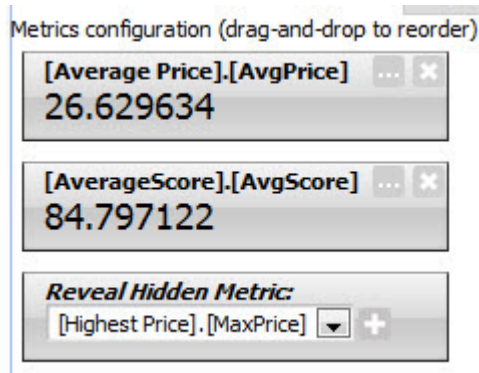 Metrics configuration (drag-and-drop to reorder)
[Average Price].[AvgPrice]
26.629634
[AverageScore].[AvgScore]
84.797122
Reveal Hidden Metric:
[Highest Price].[MaxPrice]